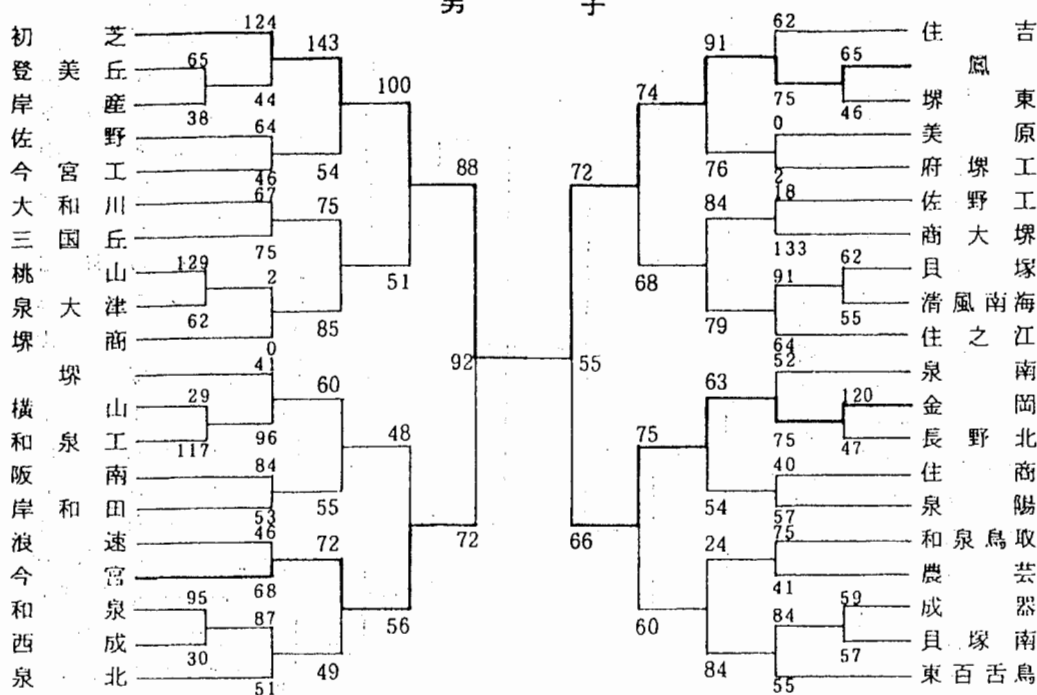 男 子
初芝
登美丘
岸産
佐野
今宮工
大和川
三国丘
桃山
泉大津
堺商
堺
横山
和泉工
阪南
岸和田
浪速
今宮
和泉
西成
泉北
124
65
38
44
64
46
67
75
129
62
2
0
41
29
117
96
84
53
46
68
95
30
87
51
143
54
75
85
60
55
72
49
100
51
48
56
88
72
92
55
72
66
74
68
75
60
91
76
84
79
63
54
24
84
62
75
65
46
0
2
18
133
91
62
55
64
52
75
120
47
40
57
75
41
84
59
57
55
住吉
鳳
堺東
美原
府堺工
佐野工
商大堺
貝塚
清風南海
住之江
泉南
金岡
長野北
住商
泉陽
和泉鳥取
農芸
成器
貝塚南
東百舌鳥